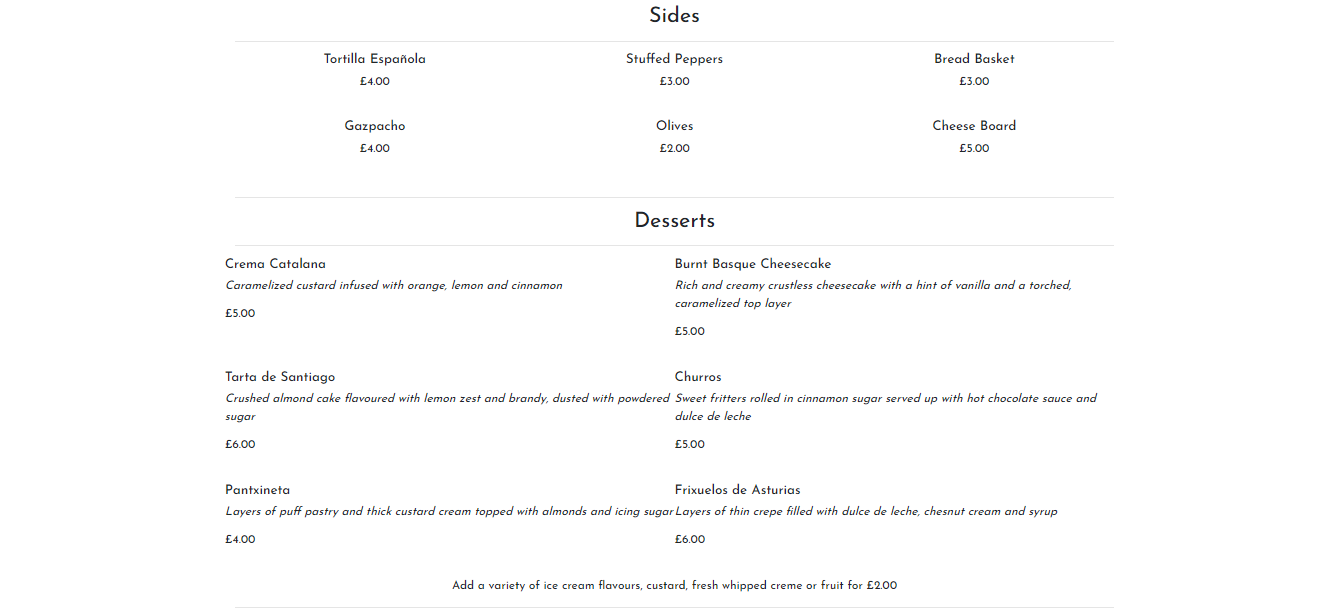 Sides
Tortilla Española
£4.00
Stuffed Peppers
£3.00
Bread Basket
£3.00
Gazpacho
£4.00
Olives
£2.00
Cheese Board
£5.00
Desserts
Crema Catalana
Caramelized custard infused with orange, lemon and cinnamon
£5.00
Burnt Basque Cheesecake
Rich and creamy crustless cheesecake with a hint of vanilla and a torched,
caramelized top layer
£5.00
Tarta de Santiago
Crushed almond cake flavoured with lemon zest and brandy, dusted with powdered
sugar
£6.00
Churros
Sweet fritters rolled in cinnamon sugar served up with hot chocolate sauce and
dulce de leche
£5.00
Pantxineta
Layers of puff pastry and thick custard cream topped with almonds and icing sugar
£4.00
Frixuelos de Asturias
Layers of thin crepe filled with dulce de leche, chesnut cream and syrup
£6.00
Add a variety of ice cream flavours, custard, fresh whipped creme or fruit for £2.00